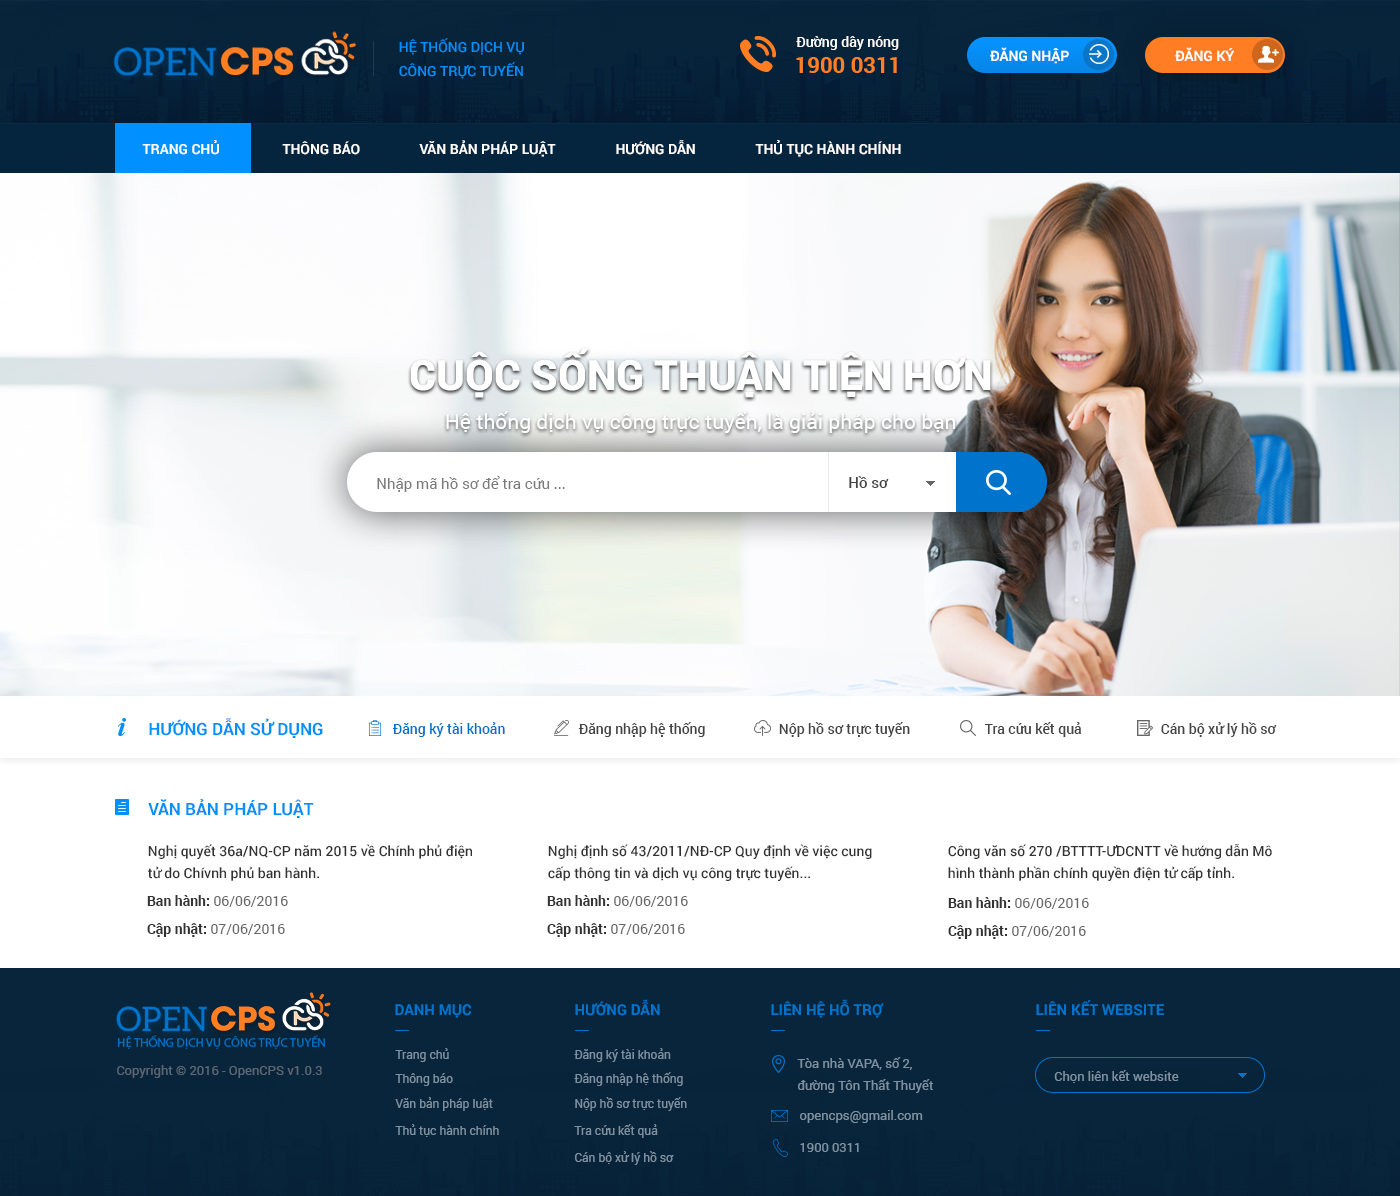 OPENCPS
HỆ THỐNG DỊCH VỤ
CÔNG TRỰC TUYẾN
Đường dây nóng
1900 0311
ĐĂNG NHẬP
ĐĂNG KÝ
TRANG CHỦ
THÔNG BÁO
VĂN BẢN PHÁP LUẬT
HƯỚNG DẪN
THỦ TỤC HÀNH CHÍNH
CUỘC SỐNG THUẬN TIỆN HƠN
Hệ thống dịch vụ công trực tuyến, là giải pháp cho bạn
Nhập mã hồ sơ để tra cứu ...
Hồ sơ
HƯỚNG DẪN SỬ DỤNG
Đăng ký tài khoản
Đăng nhập hệ thống
Nộp hồ sơ trực tuyến
Tra cứu kết quả
Cán bộ xử lý hồ sơ
VĂN BẢN PHÁP LUẬT
Nghị quyết 36a/NQ-CP năm 2015 về Chính phủ điện
tử do Chívnh phủ ban hành.
Ban hành: 06/06/2016
Cập nhật: 07/06/2016
Nghị định số 43/2011/NĐ-CP Quy định về việc cung
cấp thông tin và dịch vụ công trực tuyến...
Ban hành: 06/06/2016
Cập nhật: 07/06/2016
Công văn số 270 /BTTTT-ƯDCNTT về hướng dẫn Mô
hình thành phần chính quyền điện tử cấp tỉnh.
Ban hành: 06/06/2016
Cập nhật: 07/06/2016
OPENCPS
HỆ THỐNG DỊCH VỤ CÔNG TRỰC TUYẾN
Copyright © 2016 - OpenCPS v1.0.3
DANH MỤC
Trang chủ
Thông báo
Văn bản pháp luật
Thủ tục hành chính
HƯỚNG DẪN
Đăng ký tài khoản
Đăng nhập hệ thống
Nộp hồ sơ trực tuyến
Tra cứu kết quả
Cán bộ xử lý hồ sơ
LIÊN HỆ HỖ TRỢ
Tòa nhà VAPA, số 2,
đường Tôn Thất Thuyết
opencps@gmail.com
1900 0311
LIÊN KẾT WEBSITE
Chọn liên kết website